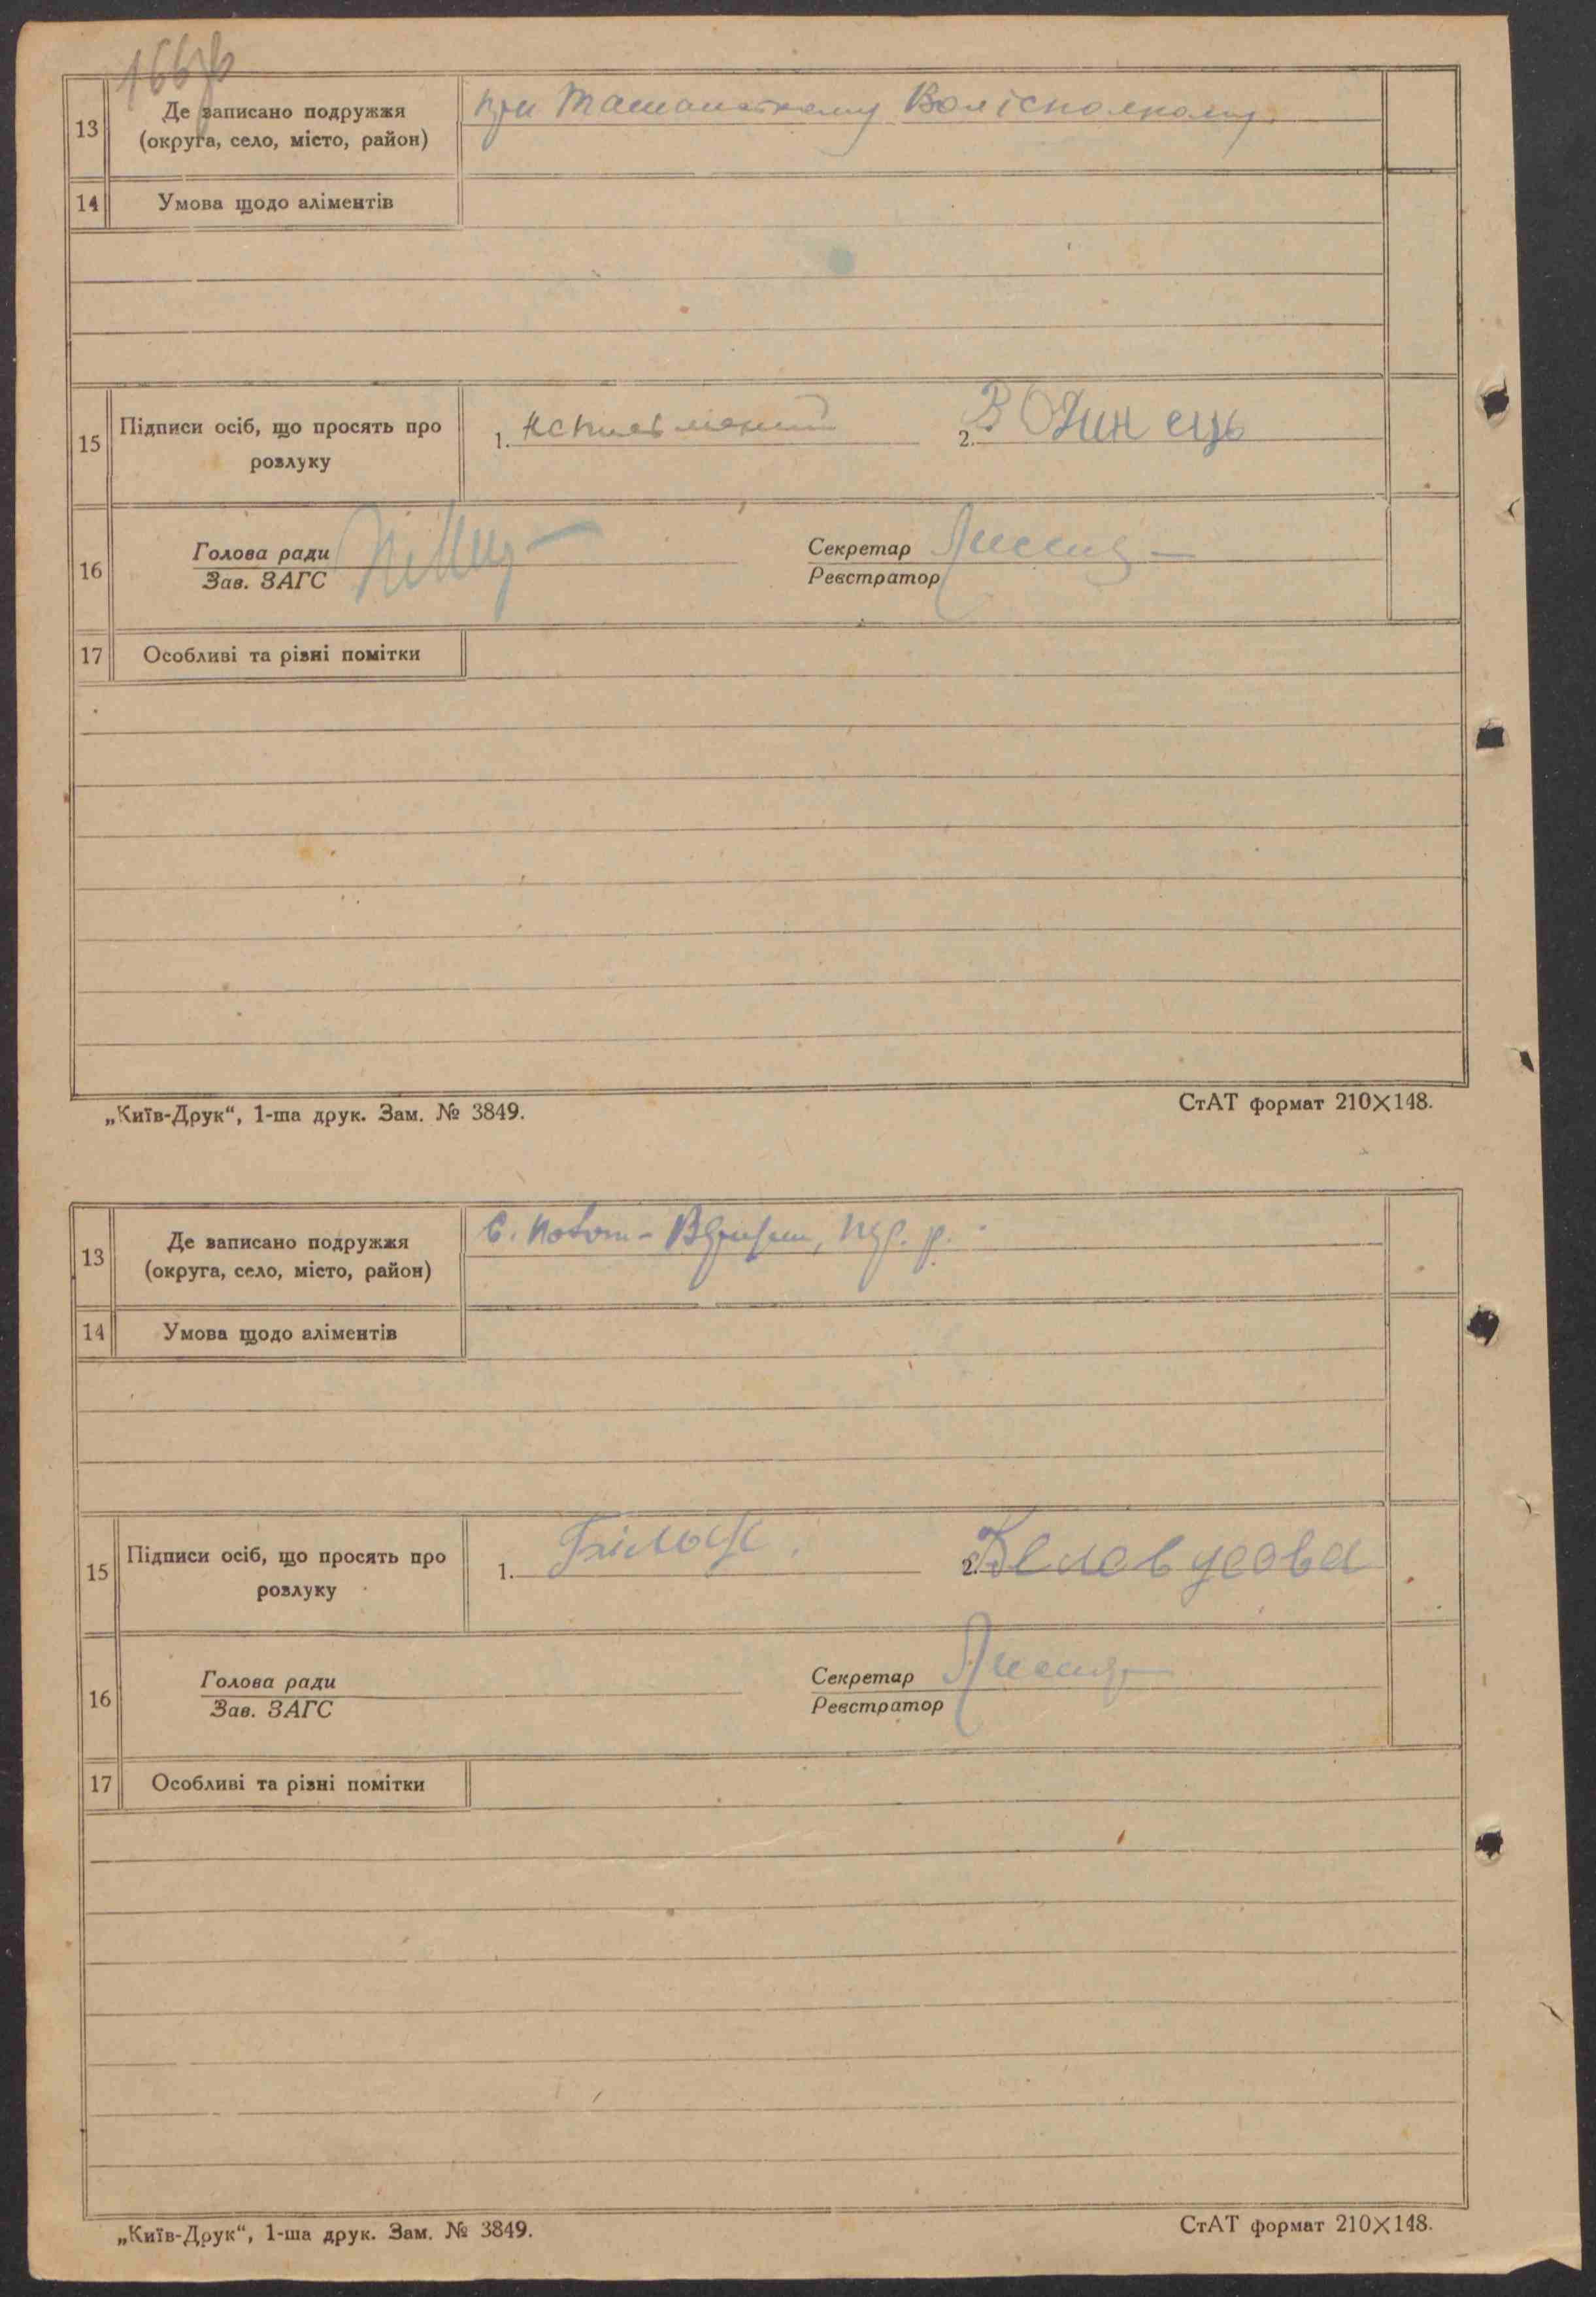 13 Де записано подружжя при Ташанському Волісполкому
(округа, село, місто, район)
14 Умова щодо аліментів
15 Підписи осіб, що просять про 1. неписьменний 2. В Одинець
розлуку
16 Голова ради Секретар
Зав. ЗАГС Реєстратор
17 Особливі та різні помітки
„Київ-Друк“, 1-ша друк. Зам. № 3849. СтАТ формат 210×148.
13 Де записано подружжя с.
(округа, село, місто, район)
14 Умова щодо аліментів
15 Підписи осіб, що просять про 1. 2. Беловусова
розлуку
16 Голова ради Секретар
Зав. ЗАГС Реєстратор
17 Особливі та різні помітки
„Київ-Друк“, 1-ша друк. Зам. № 3849. СтАТ формат 210×148.